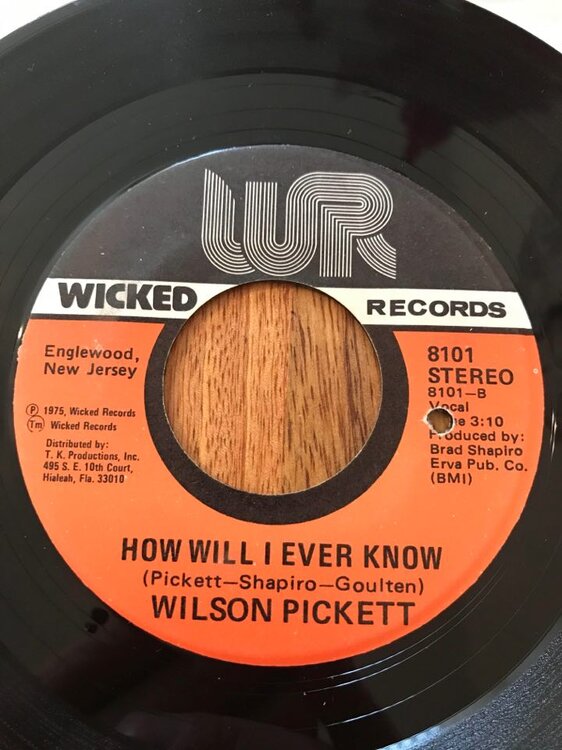 WR
WICKED RECORDS
Englewood,
New Jersey
℗ 1975, Wicked Records
Tm Wicked Records
Distributed by:
T. K. Productions, Inc.
495 S. E. 10th Court,
Hialeah, Fla. 33010
8101
STEREO
8101-B
Vocal
3:10
Produced by:
Brad Shapiro
Erva Pub. Co.
(BMI)
HOW WILL I EVER KNOW
(Pickett-Shapiro-Goulten)
WILSON PICKETT